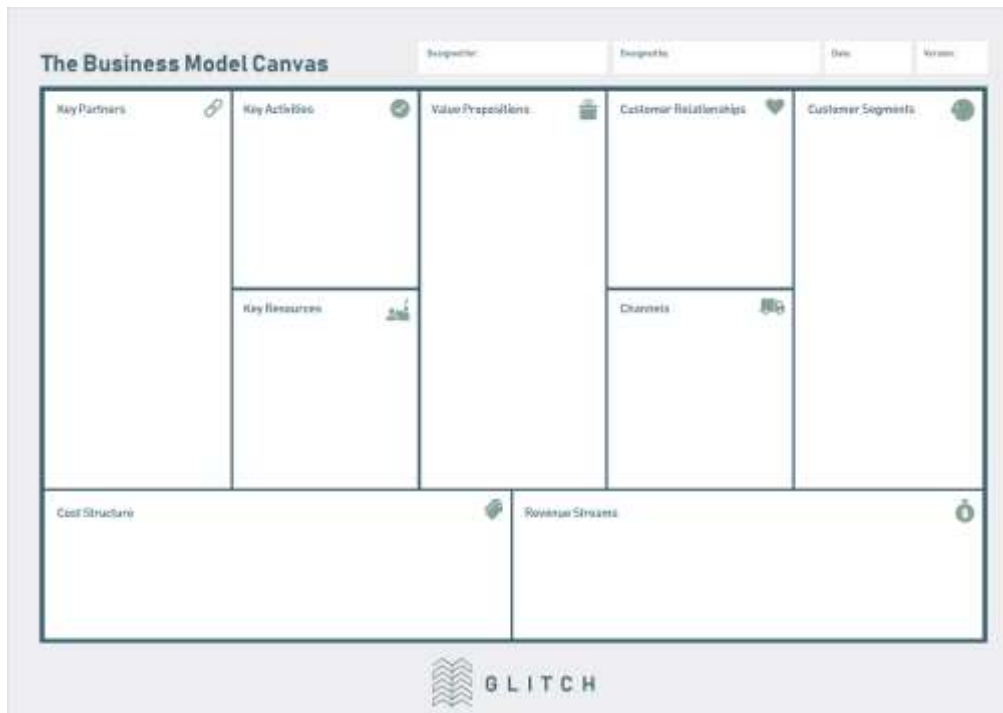 The Business Model Canvas
Designed for:
Designed by:
Date:
Version:
Key Partners
Key Activities
Value Propositions
Customer Relationships
Customer Segments
Key Resources
Channels
Cost Structure
Revenue Streams
GLITCH